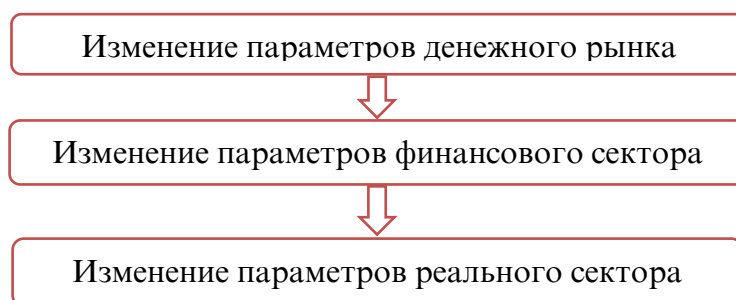 Изменение параметров денежного рынка
Изменение параметров финансового сектора
Изменение параметров реального сектора